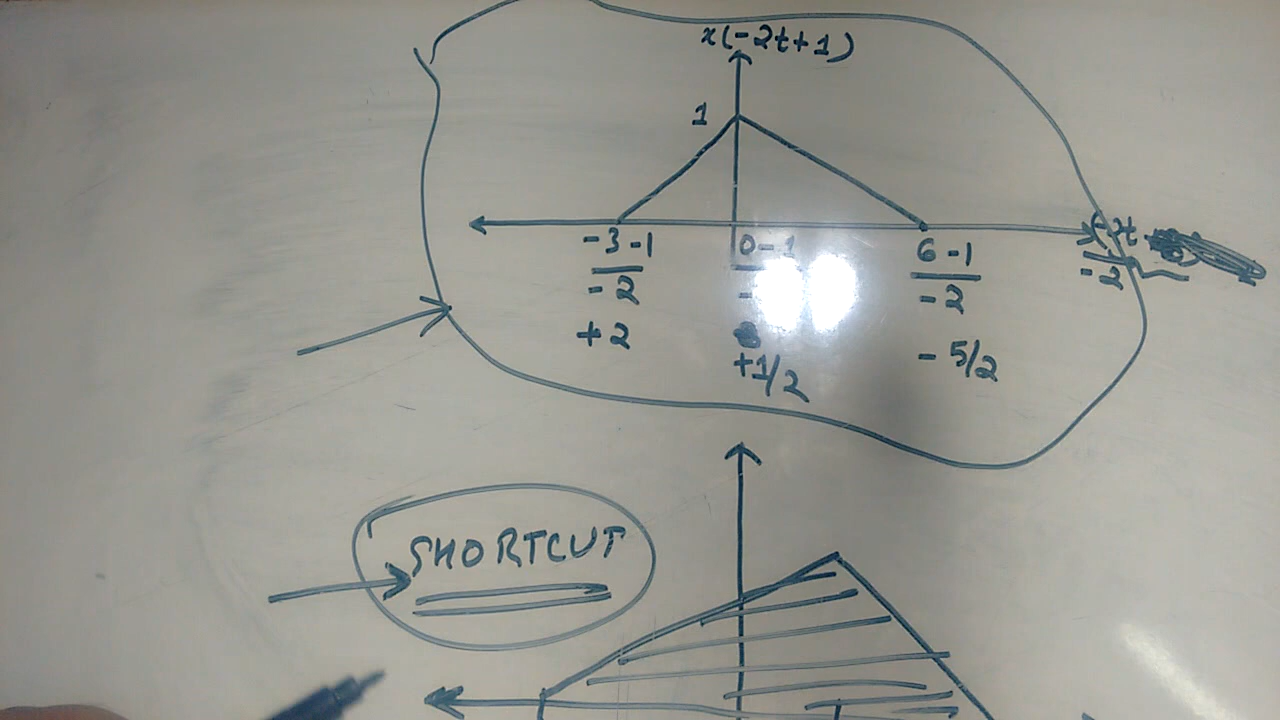 x(-2t+1)
1
-3-1 0-1 6-1 t
-2 - -2 -2
+2 +1/2 -5/2
SHORTCUT